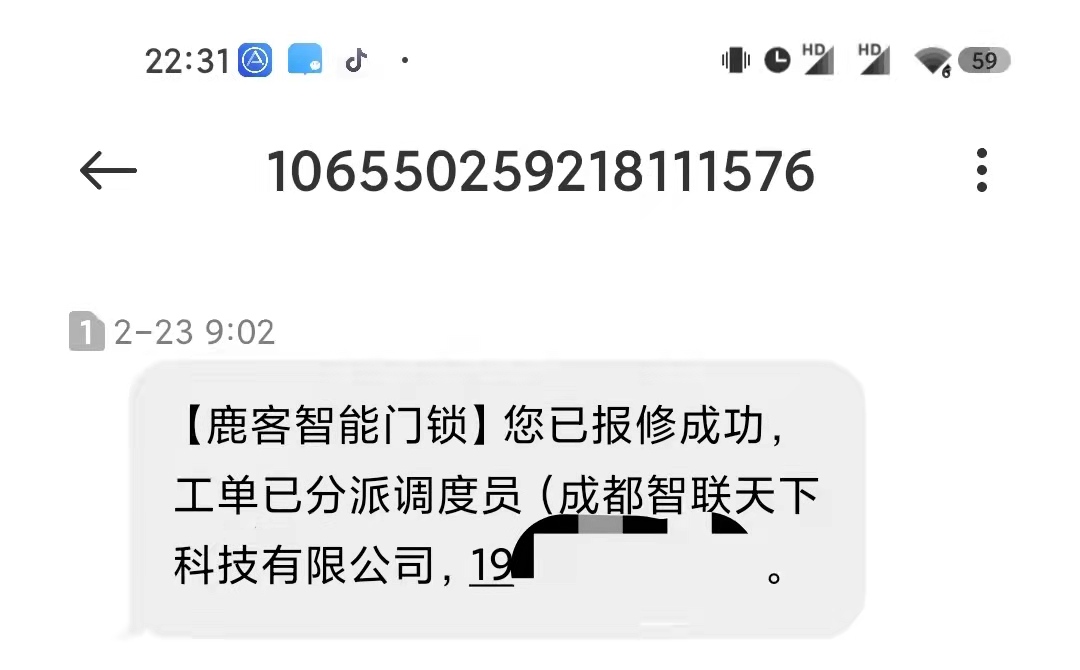 22:31
HD HD 6 59
106550259218111576
1 2-23 9:02
【鹿客智能门锁】您已报修成功，
工单已分派调度员（成都智联天下
科技有限公司，19 。